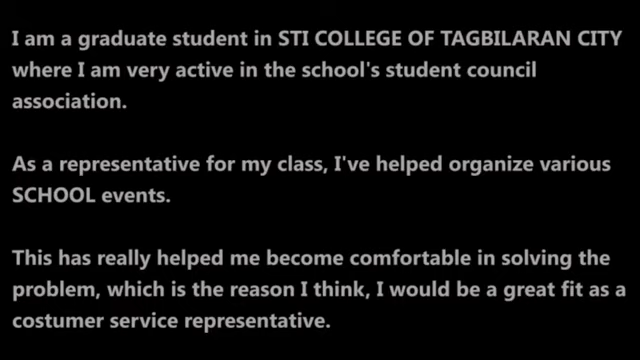 I am a graduate student in STI COLLEGE OF TAGBILARAN CITY
where I am very active in the school's student council
association.
As a representative for my class, I've helped organize various
SCHOOL events.
This has really helped me become comfortable in solving the
problem, which is the reason I think, I would be a great fit as a
costumer service representative.